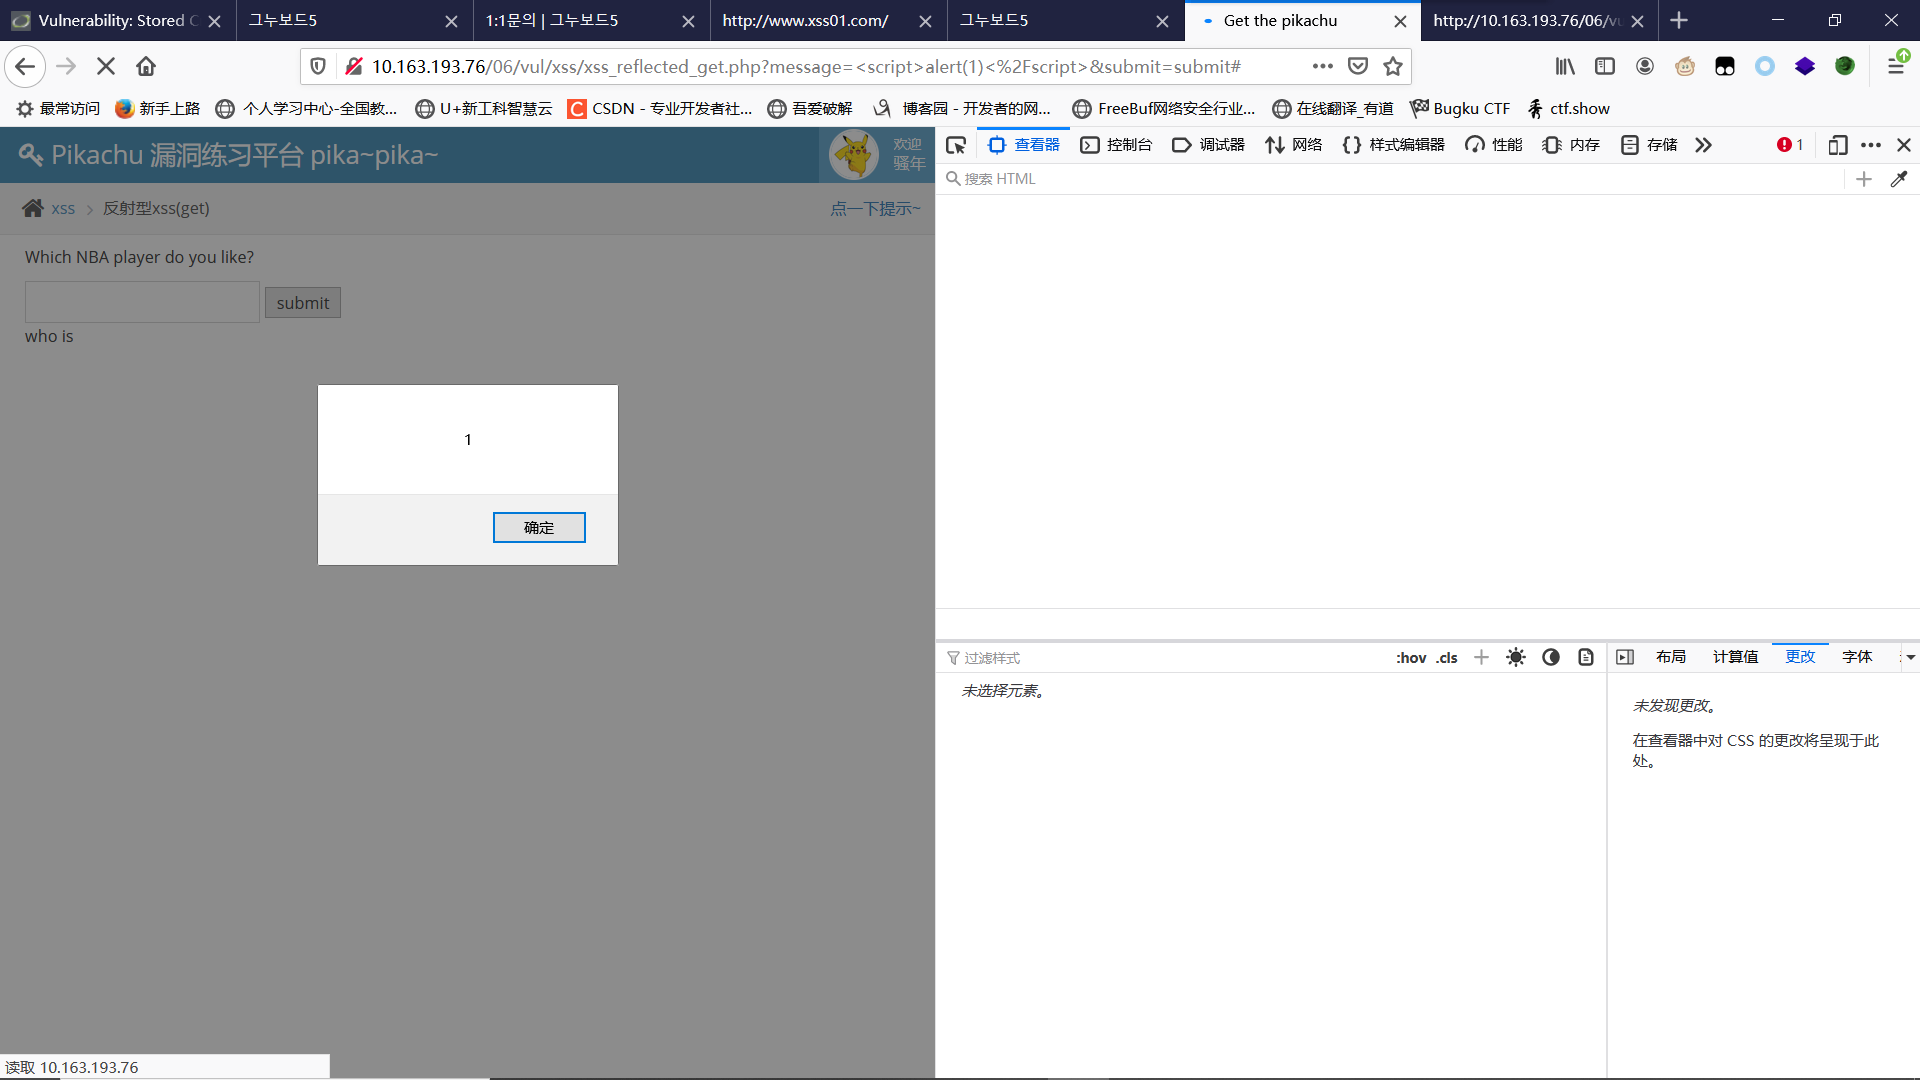 Vulnerability: Stored C
그누보드5
1:1문의 | 그누보드5
http://www.xss01.com/
그누보드5
Get the pikachu
http://10.163.193.76/06/vu
10.163.193.76/06/vul/xss/xss_reflected_get.php?message=<script>alert(1)<%2Fscript>&submit=submit#
最常访问
新手上路
个人学习中心-全国教...
U+新工科智慧云
CSDN - 专业开发者社...
吾爱破解
博客园 - 开发者的网...
FreeBuf网络安全行业...
在线翻译_有道
Bugku CTF
ctf.show
Pikachu 漏洞练习平台 pika~pika~
欢迎
骚年
xss
反射型xss(get)
点一下提示~
Which NBA player do you like?
submit
who is
1
确定
读取 10.163.193.76
查看器
控制台
调试器
网络
样式编辑器
性能
内存
存储
1
搜索 HTML
过滤样式
:hov
.cls
未选择元素。
布局
计算值
更改
字体
未发现更改。
在查看器中对 CSS 的更改将呈现于此
处。